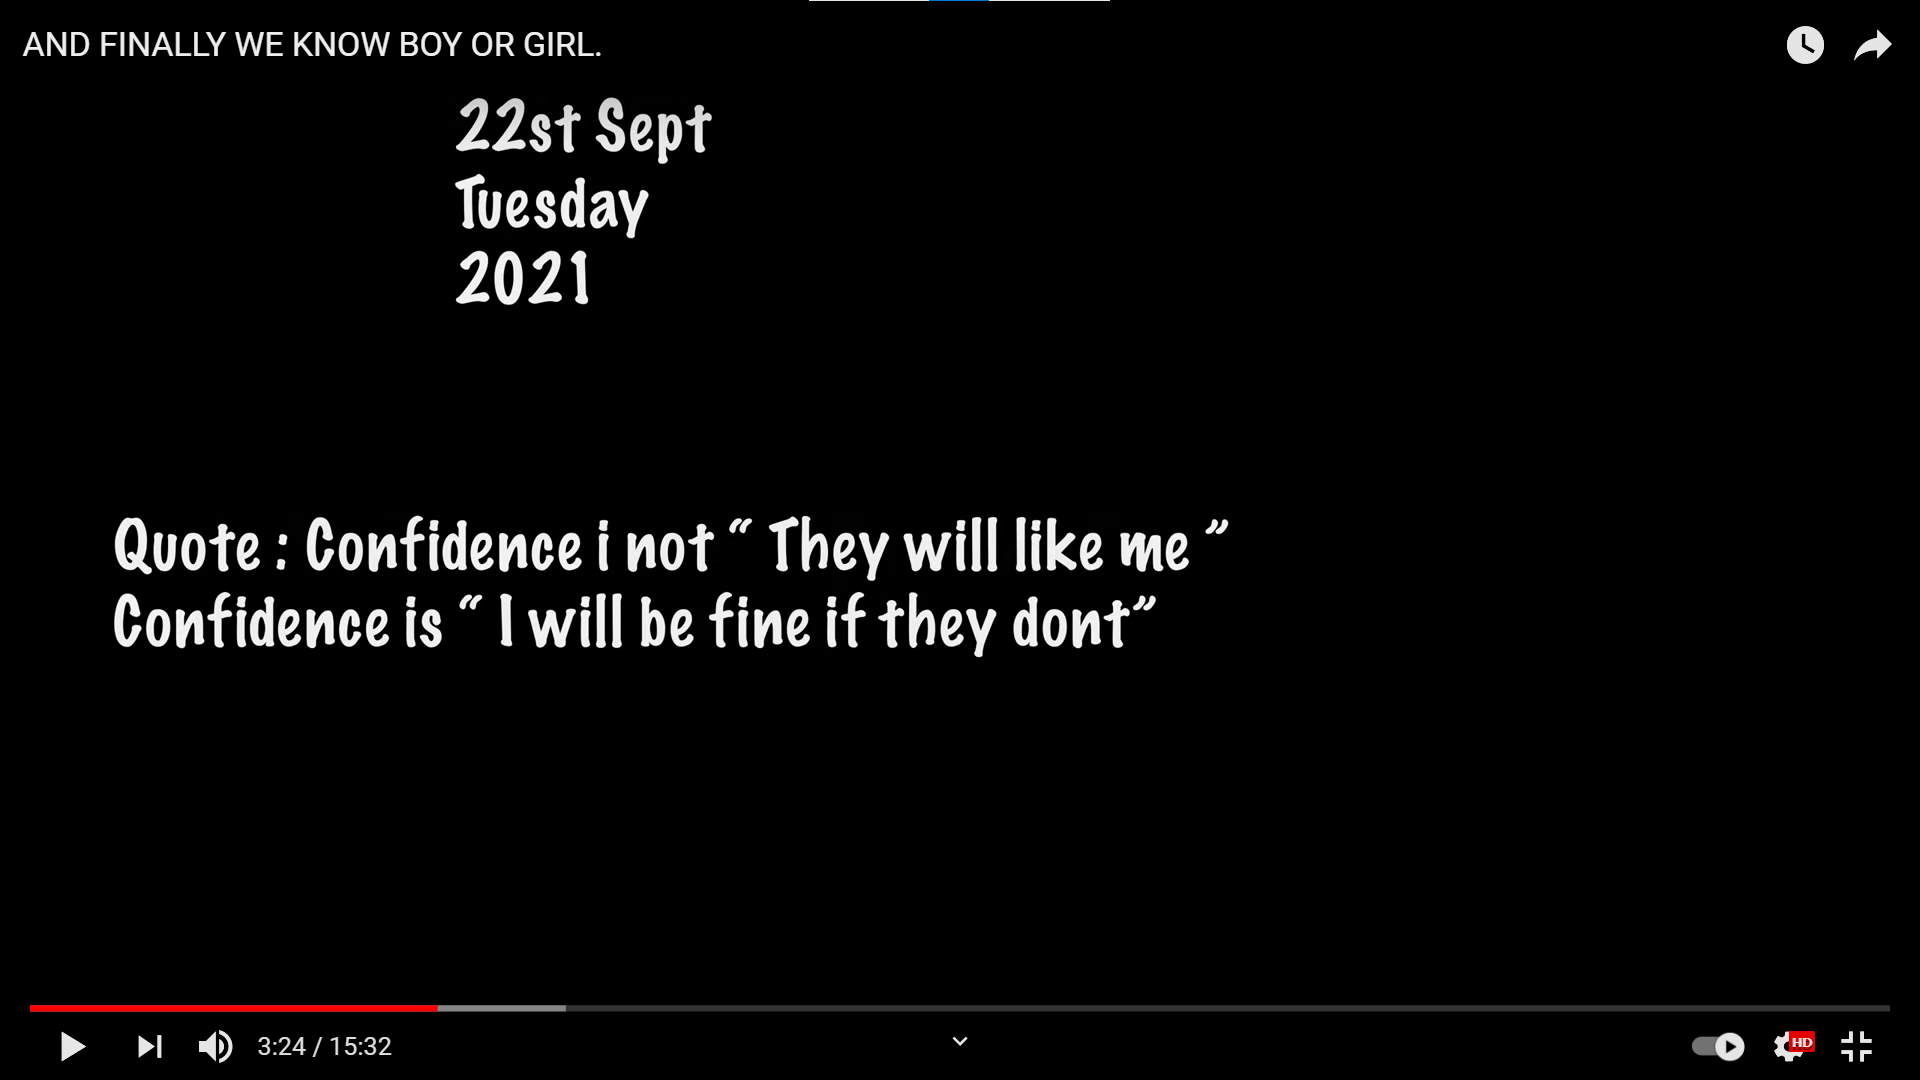 AND FINALLY WE KNOW BOY OR GIRL.
22st Sept
Tuesday
2021
Quote : Confidence i not “ They will like me ”
Confidence is “ I will be fine if they dont”
3:24 / 15:32
HD